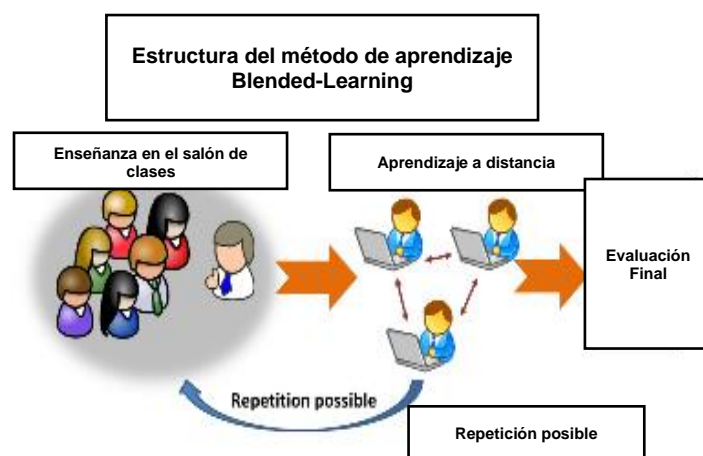 Estructura del método de aprendizaje
Blended-Learning
Enseñanza en el salón de
clases
Aprendizaje a distancia
Evaluación
Final
Repetition possible
Repetición posible